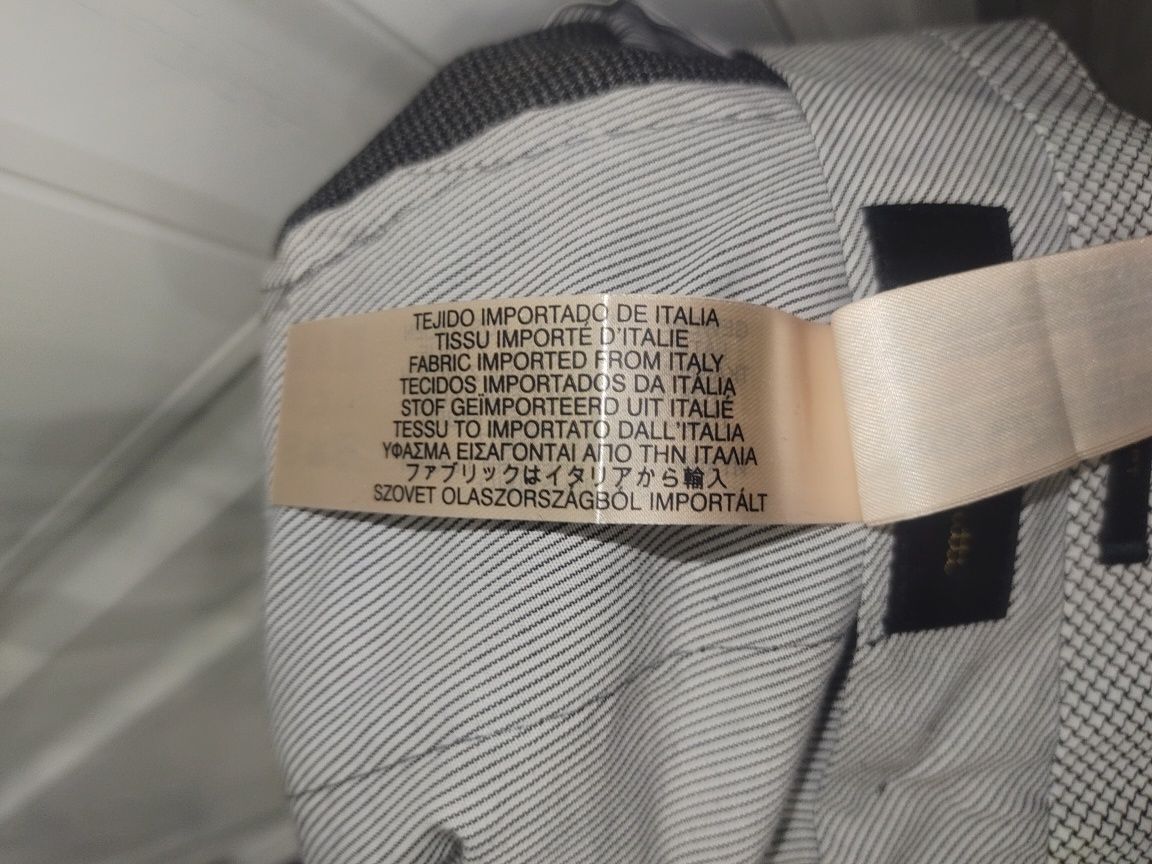 TEJIDO IMPORTADO DE ITALIA
TISSU IMPORTÉ D'ITALIE
FABRIC IMPORTED FROM ITALY
TECIDOS IMPORTADOS DA ITÁLIA
STOF GEÏMPORTEERD UIT ITALIË
TESSU TO IMPORTATO DALL'ITALIA
ΥΦΑΣΜΑ ΕΙΣΑΓΟΝΤΑΙ ΑΠΟ ΤΗΝ ΙΤΑΛΙΑ
ファブリックはイタリアから輸入
SZOVET OLASZORSZÁGBÓL IMPORTÁLT